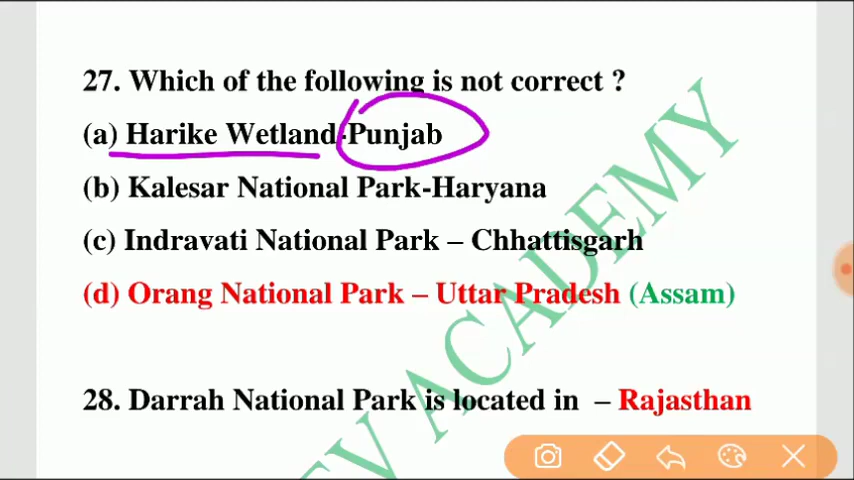 27. Which of the following is not correct ?
(a) Harike Wetland-Punjab
(b) Kalesar National Park-Haryana
(c) Indravati National Park – Chhattisgarh
(d) Orang National Park – Uttar Pradesh (Assam)
28. Darrah National Park is located in – Rajasthan
ACADEMY